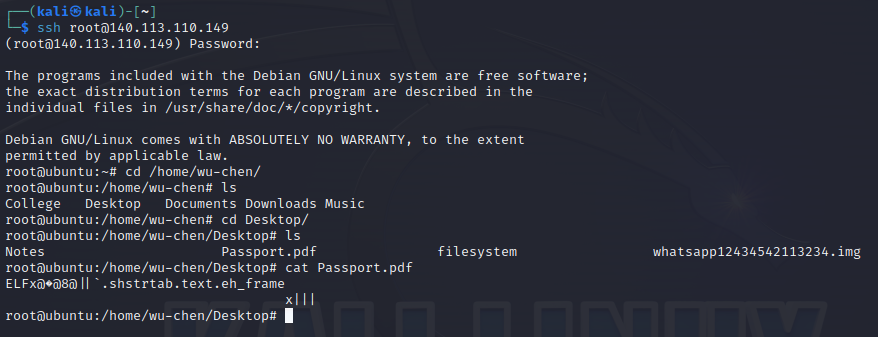 ┌──(kali㉿kali)-[~]
└─$ ssh root@140.113.110.149
(root@140.113.110.149) Password:
The programs included with the Debian GNU/Linux system are free software;
the exact distribution terms for each program are described in the
individual files in /usr/share/doc/*/copyright.
Debian GNU/Linux comes with ABSOLUTELY NO WARRANTY, to the extent
permitted by applicable law.
root@ubuntu:~# cd /home/wu-chen/
root@ubuntu:/home/wu-chen# ls
College   Desktop   Documents Downloads Music
root@ubuntu:/home/wu-chen# cd Desktop/
root@ubuntu:/home/wu-chen/Desktop# ls
Notes                      Passport.pdf               filesystem                 whatsapp12434542113234.img
root@ubuntu:/home/wu-chen/Desktop# cat Passport.pdf
ELFx@�@8@||`.shstrtab.text.eh_frame
x|||
root@ubuntu:/home/wu-chen/Desktop#